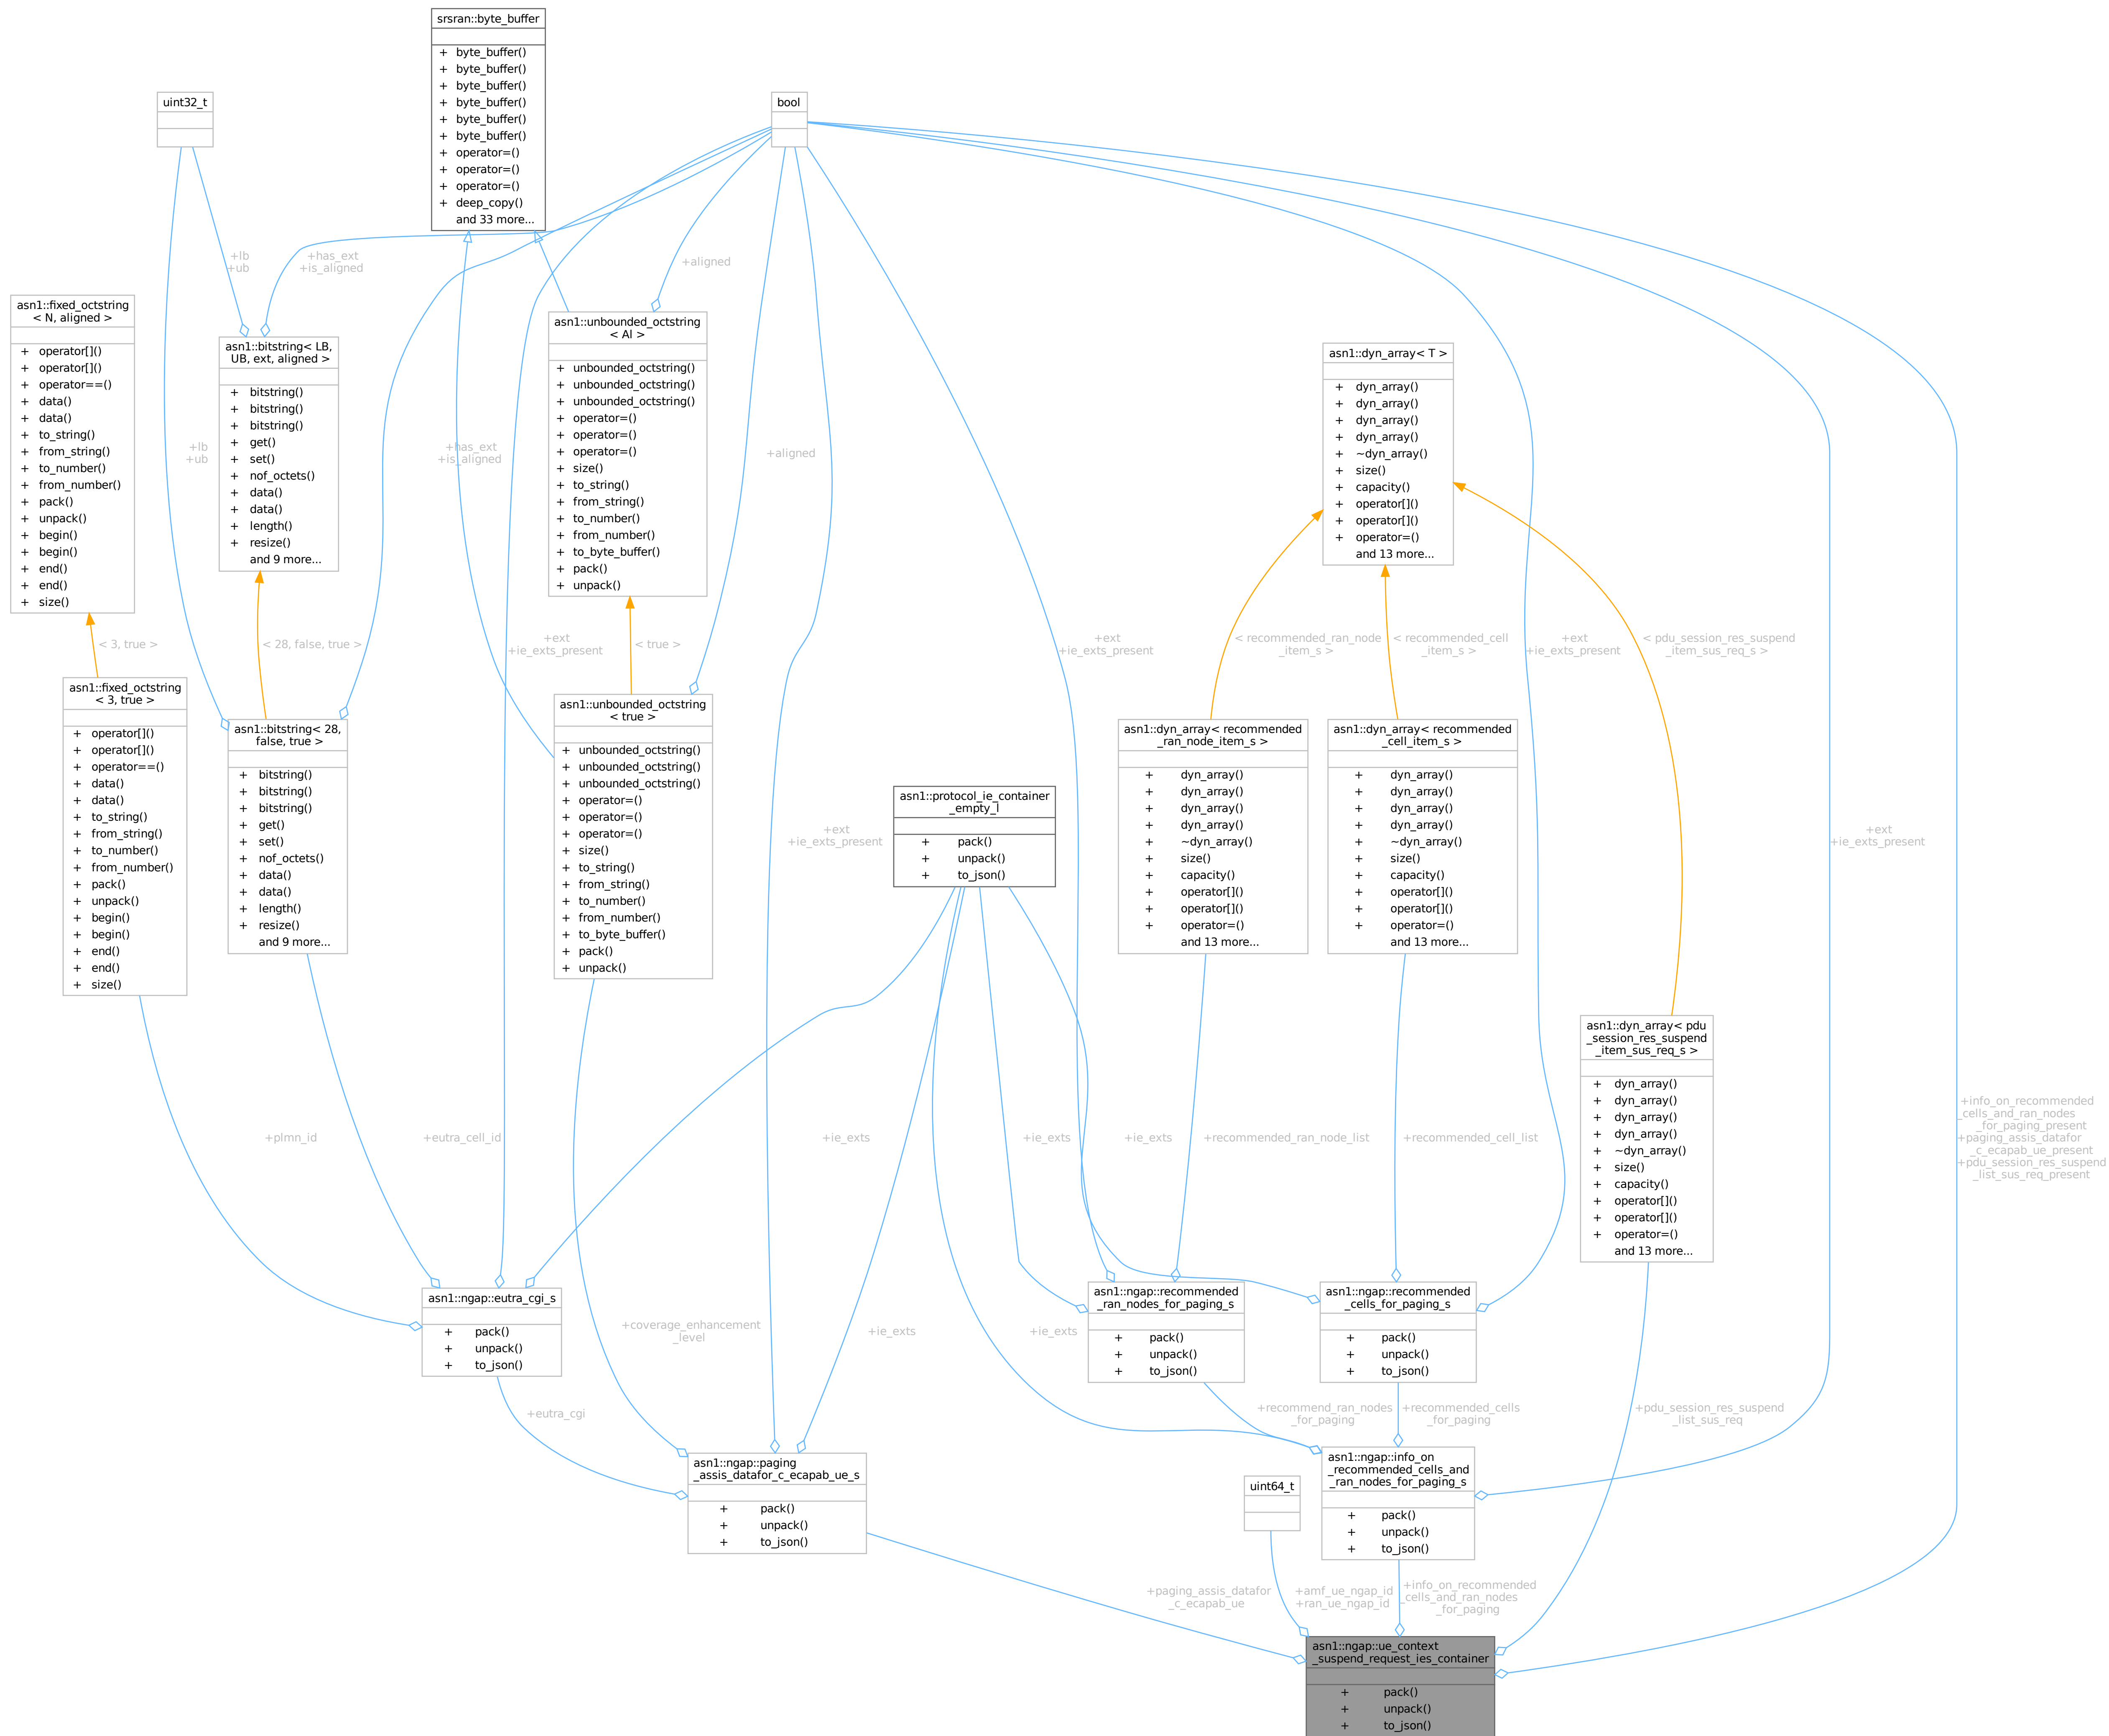 srsran::byte_buffer
+ byte_buffer()
+ byte_buffer()
+ byte_buffer()
+ byte_buffer()
+ byte_buffer()
+ byte_buffer()
+ operator=()
+ operator=()
+ operator=()
+ deep_copy()
and 33 more...
uint32_t
bool
+lb
+ub
+has_ext
+is_aligned
+aligned
asn1::fixed_octstring
< N, aligned >
+ operator[]()
+ operator[]()
+ operator==()
+ data()
+ data()
+ to_string()
+ from_string()
+ to_number()
+ from_number()
+ pack()
+ unpack()
+ begin()
+ begin()
+ end()
+ end()
+ size()
asn1::bitstring< LB,
UB, ext, aligned >
+ bitstring()
+ bitstring()
+ bitstring()
+ get()
+ set()
+ nof_octets()
+ data()
+ data()
+ length()
+ resize()
and 9 more...
asn1::unbounded_octstring
< Al >
+ unbounded_octstring()
+ unbounded_octstring()
+ unbounded_octstring()
+ operator=()
+ operator=()
+ operator=()
+ size()
+ to_string()
+ from_string()
+ to_number()
+ from_number()
+ to_byte_buffer()
+ pack()
+ unpack()
asn1::dyn_array< T >
+ dyn_array()
+ dyn_array()
+ dyn_array()
+ dyn_array()
+ ~dyn_array()
+ size()
+ capacity()
+ operator[]()
+ operator[]()
+ operator=()
and 13 more...
+lb
+ub
+has_ext
+is_aligned
+aligned
< 3, true >
< 28, false, true >
+ext
+ie_exts_present
< true >
+ext
+ie_exts_present
< recommended_ran_node
_item_s >
< recommended_cell
_item_s >
+ext
+ie_exts_present
< pdu_session_res_suspend
_item_sus_req_s >
asn1::fixed_octstring
< 3, true >
+ operator[]()
+ operator[]()
+ operator==()
+ data()
+ data()
+ to_string()
+ from_string()
+ to_number()
+ from_number()
+ pack()
+ unpack()
+ begin()
+ begin()
+ end()
+ end()
+ size()
asn1::bitstring< 28,
false, true >
+ bitstring()
+ bitstring()
+ bitstring()
+ get()
+ set()
+ nof_octets()
+ data()
+ data()
+ length()
+ resize()
and 9 more...
asn1::unbounded_octstring
< true >
+ unbounded_octstring()
+ unbounded_octstring()
+ unbounded_octstring()
+ operator=()
+ operator=()
+ operator=()
+ size()
+ to_string()
+ from_string()
+ to_number()
+ from_number()
+ to_byte_buffer()
+ pack()
+ unpack()
+ext
+ie_exts_present
asn1::protocol_ie_container
_empty_l
+ pack()
+ unpack()
+ to_json()
asn1::dyn_array< recommended
_ran_node_item_s >
+ dyn_array()
+ dyn_array()
+ dyn_array()
+ dyn_array()
+ ~dyn_array()
+ size()
+ capacity()
+ operator[]()
+ operator[]()
+ operator=()
and 13 more...
asn1::dyn_array< recommended
_cell_item_s >
+ dyn_array()
+ dyn_array()
+ dyn_array()
+ dyn_array()
+ ~dyn_array()
+ size()
+ capacity()
+ operator[]()
+ operator[]()
+ operator=()
and 13 more...
+ext
+ie_exts_present
asn1::dyn_array< pdu
_session_res_suspend
_item_sus_req_s >
+ dyn_array()
+ dyn_array()
+ dyn_array()
+ dyn_array()
+ ~dyn_array()
+ size()
+ capacity()
+ operator[]()
+ operator[]()
+ operator=()
and 13 more...
+plmn_id
+eutra_cell_id
+ie_exts
+ie_exts
+ie_exts
+recommended_ran_node_list
+recommended_cell_list
+info_on_recommended
_cells_and_ran_nodes
_for_paging_present
+paging_assis_datafor
_c_ecapab_ue_present
+pdu_session_res_suspend
_list_sus_req_present
asn1::ngap::eutra_cgi_s
+ pack()
+ unpack()
+ to_json()
+coverage_enhancement
_level
+ie_exts
+ie_exts
asn1::ngap::recommended
_ran_nodes_for_paging_s
+ pack()
+ unpack()
+ to_json()
asn1::ngap::recommended
_cells_for_paging_s
+ pack()
+ unpack()
+ to_json()
+eutra_cgi
+recommend_ran_nodes
_for_paging
+recommended_cells
_for_paging
+pdu_session_res_suspend
_list_sus_req
asn1::ngap::paging
_assis_datafor_c_ecapab_ue_s
+ pack()
+ unpack()
+ to_json()
uint64_t
asn1::ngap::info_on
_recommended_cells_and
_ran_nodes_for_paging_s
+ pack()
+ unpack()
+ to_json()
+paging_assis_datafor
_c_ecapab_ue
+amf_ue_ngap_id
+ran_ue_ngap_id
+info_on_recommended
_cells_and_ran_nodes
_for_paging
asn1::ngap::ue_context
_suspend_request_ies_container
+ pack()
+ unpack()
+ to_json()